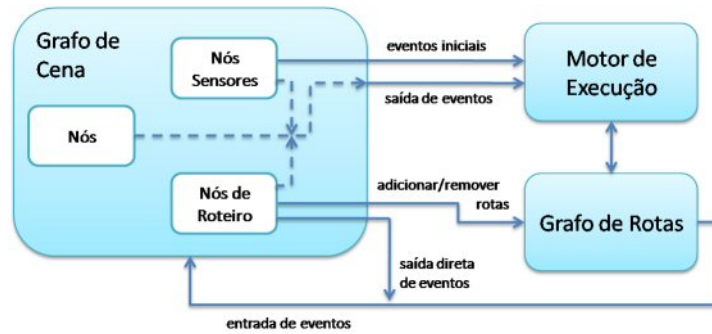 Grafo de
Cena
Nós
Sensores
Nós
Nós de
Roteiro
eventos iniciais
saída de eventos
adicionar/remover
rotas
saída direta
de eventos
entrada de eventos
Motor de
Execução
Grafo de Rotas